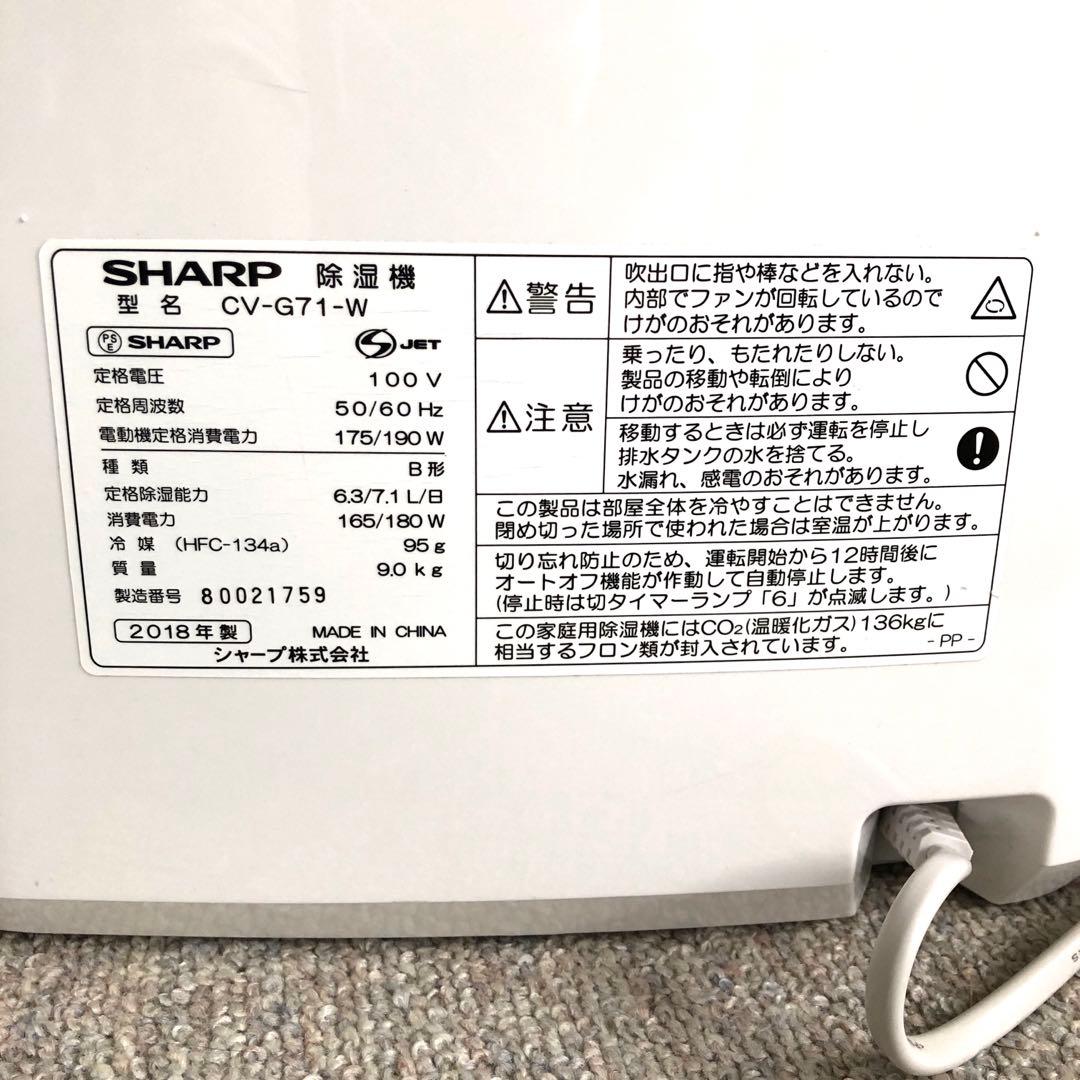 SHARP 除湿機
型名 CV-G71-W
PSE SHARP
S JET
定格電圧 100 V
定格周波数 50/60 Hz
電動機定格消費電力 175/190 W
種類 B形
定格除湿能力 6.3/7.1 L/日
消費電力 165/180 W
冷媒 (HFC-134a) 95 g
質量 9.0 kg
製造番号 80021759
2018年製 MADE IN CHINA
シャープ株式会社
警告
吹出口に指や棒などを入れない。
内部でファンが回転しているので
けがのおそれがあります。
注意
乗ったり、もたれたりしない。
製品の移動や転倒により
けがのおそれがあります。
移動するときは必ず運転を停止し
排水タンクの水を捨てる。
水漏れ、感電のおそれがあります。
この製品は部屋全体を冷やすことはできません。
閉め切った場所で使われた場合は室温が上がります。
切り忘れ防止のため、運転開始から12時間後に
オートオフ機能が作動して自動停止します。
(停止時は切タイマーランプ「6」が点滅します。)
この家庭用除湿機にはCO₂(温暖化ガス)136kgに
相当するフロン類が封入されています。
- PP -